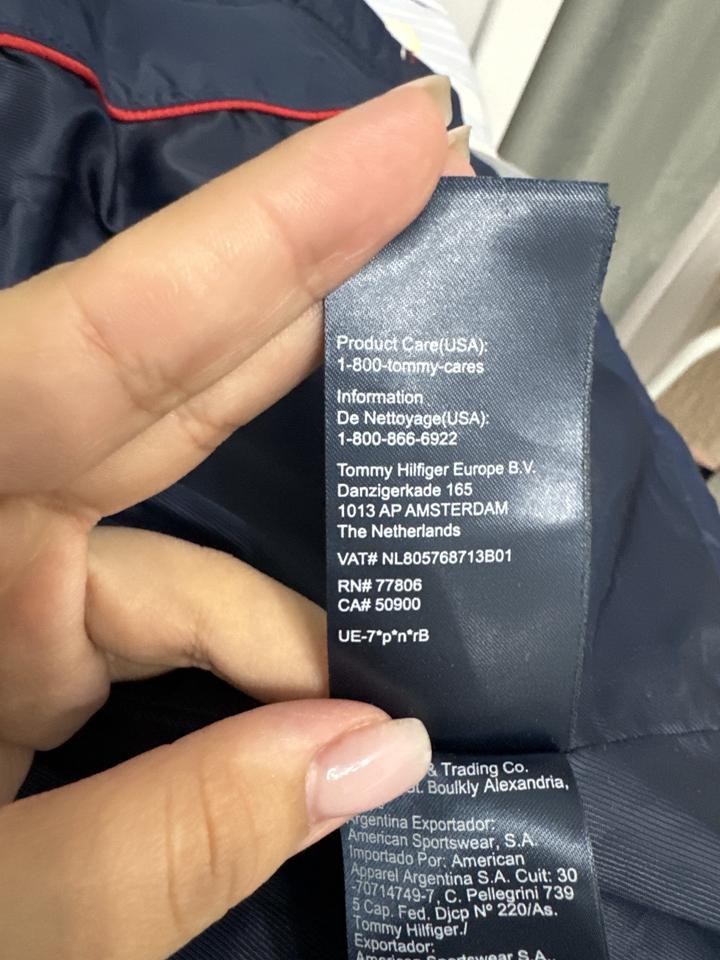 Product Care(USA):
1-800-tommy-cares
Information
De Nettoyage(USA):
1-800-866-6922
Tommy Hilfiger Europe B.V.
Danzigerkade 165
1013 AP AMSTERDAM
The Netherlands
VAT# NL805768713B01
RN# 77806
CA# 50900
UE-7*p*n*rB
& Trading Co.
Boulkly Alexandria,
Argentina Exportador:
American Sportswear, S.A.
Importado Por: American
Apparel Argentina S.A. Cuit: 30
-70714749-7, C. Pellegrini 739
5 Cap. Fed. Djcp Nº 220/As.
Tommy Hilfiger./
Exportador:
American Sportswear S.A.,